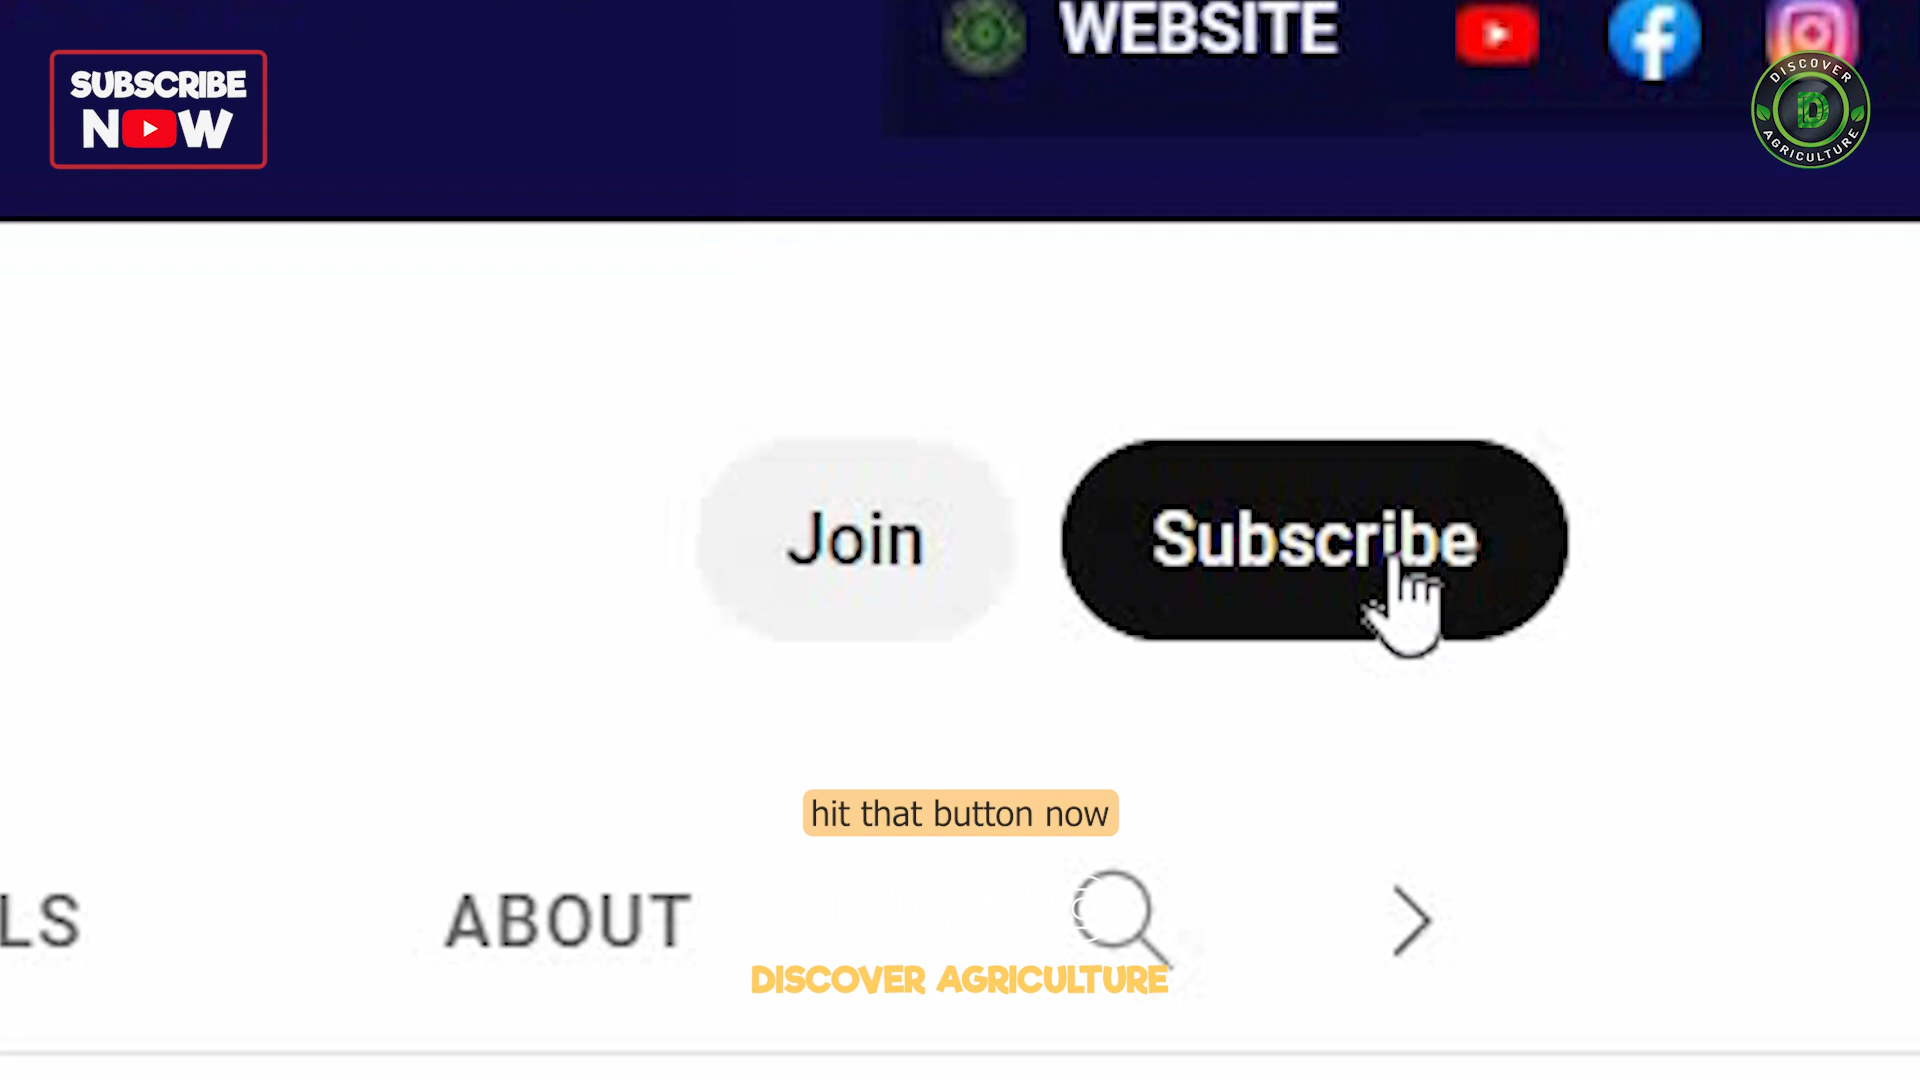 WEBSITE
SUBSCRIBE
NOW
DISCOVER
D
AGRICULTURE
Join
Subscribe
hit that button now
LS
ABOUT
DISCOVER AGRICULTURE